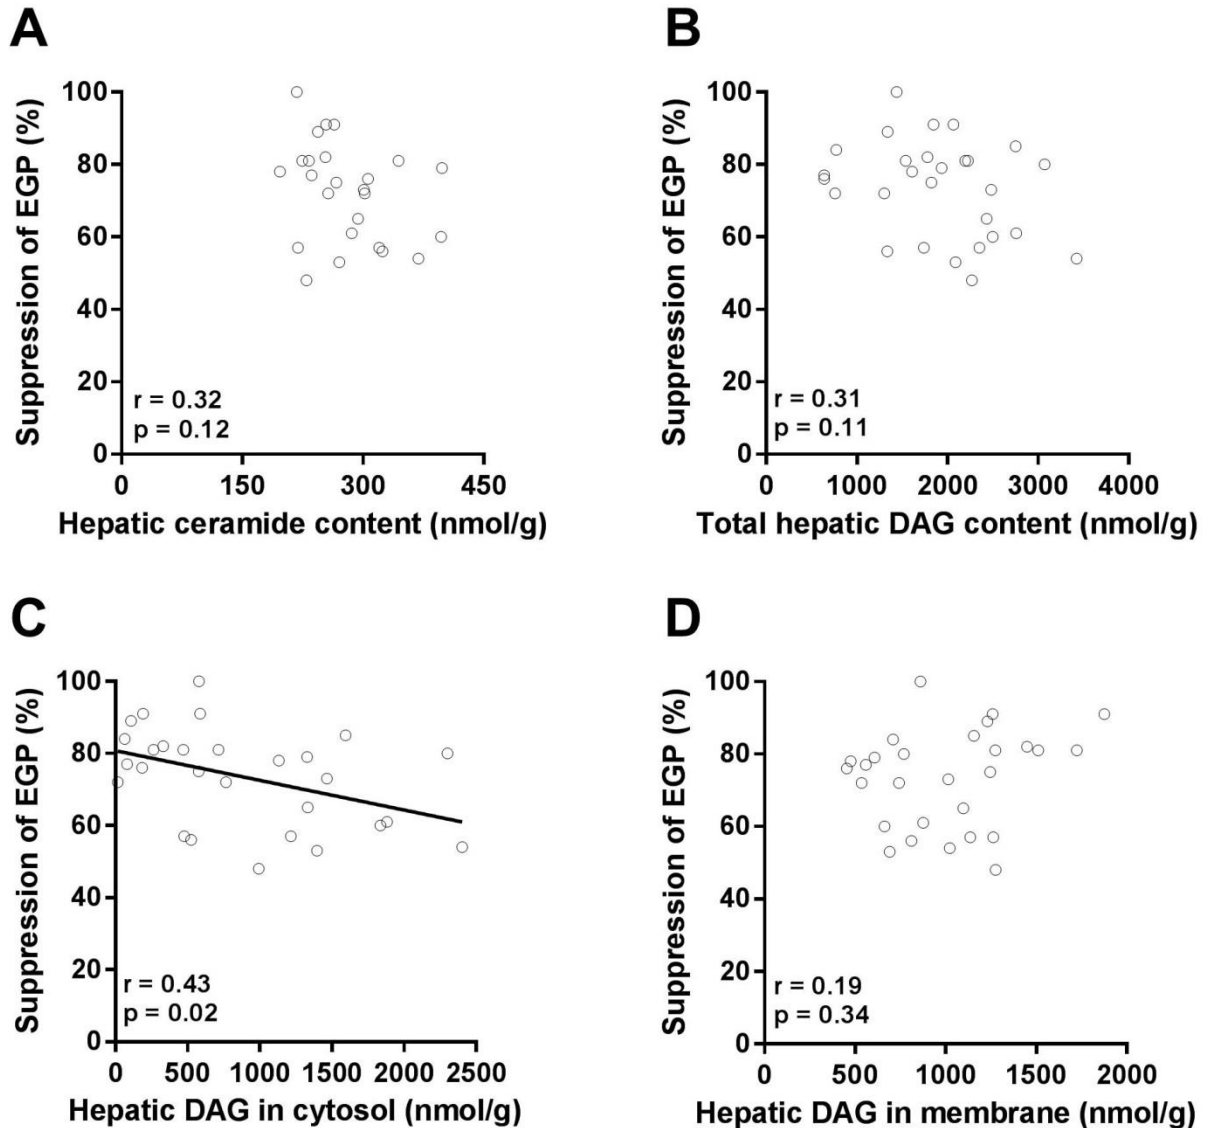 A
Suppression of EGP (%)
100
80
60
40
20
0
r = 0.32
p = 0.12
0 150 300 450
Hepatic ceramide content (nmol/g)
B
Suppression of EGP (%)
100
80
60
40
20
0
r = 0.31
p = 0.11
0 1000 2000 3000 4000
Total hepatic DAG content (nmol/g)
C
Suppression of EGP (%)
100
80
60
40
20
0
r = 0.43
p = 0.02
0 500 1000 1500 2000 2500
Hepatic DAG in cytosol (nmol/g)
D
Suppression of EGP (%)
100
80
60
40
20
0
r = 0.19
p = 0.34
0 500 1000 1500 2000
Hepatic DAG in membrane (nmol/g)